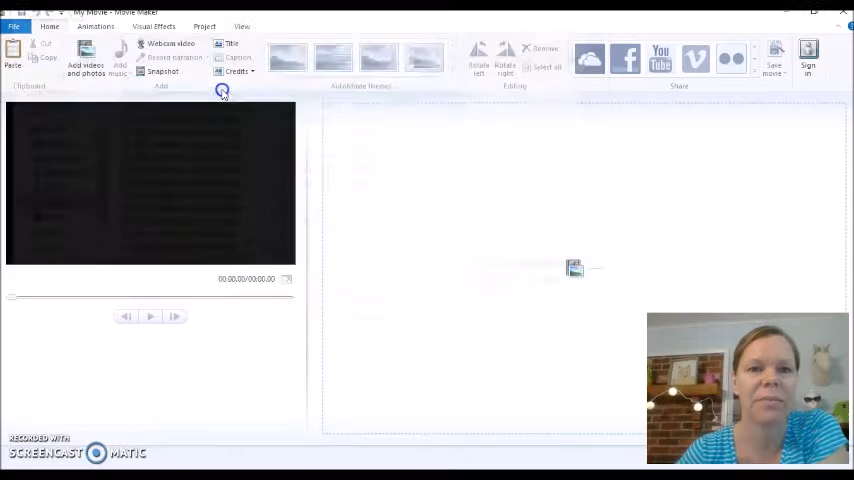 My Movie - Movie Maker
File Home Animations Visual Effects Project View
Paste
Cut
Copy
Clipboard
Add videos
and photos
Add
music
Webcam video
Record narration
Snapshot
Title
Caption
Credits
Add
AutoMovie themes
Rotate
left
Rotate
right
Remove
Select all
Editing
You
Tube
Share
Save
movie
Sign
in
00:00.00/00:00.00
RECORDED WITH
SCREENCAST MATIC